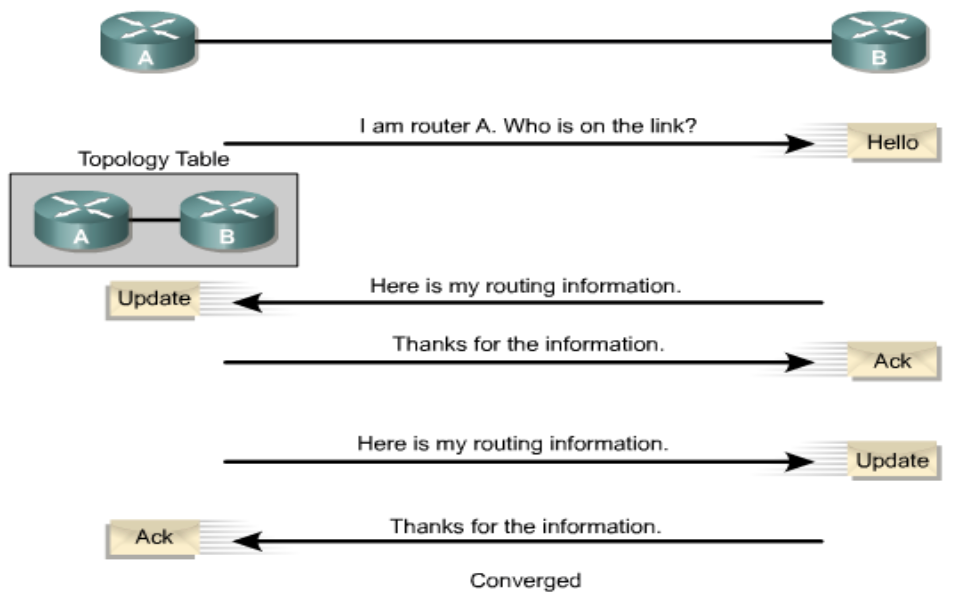 A
B
I am router A. Who is on the link?
Hello
Topology Table
A
B
Here is my routing information.
Update
Thanks for the information.
Ack
Here is my routing information.
Update
Thanks for the information.
Ack
Converged